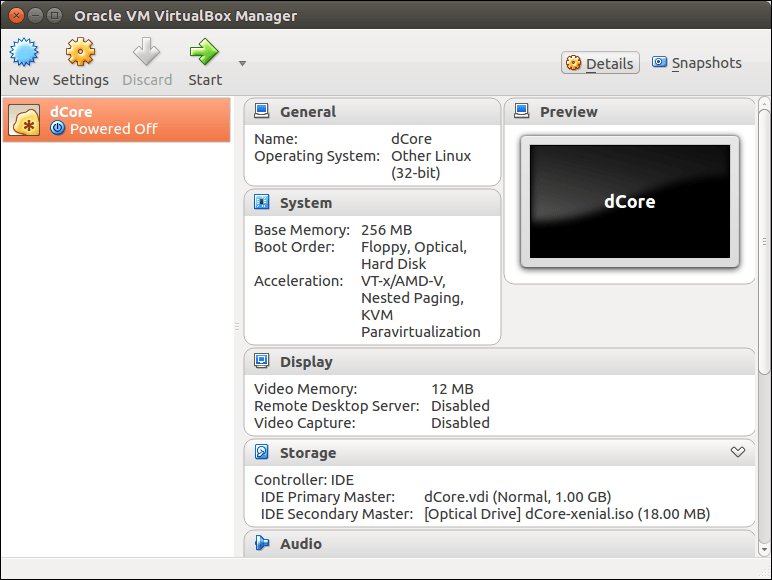 Oracle VM VirtualBox Manager
New Settings Discard Start Details Snapshots
dCore
Powered Off
General
Name: dCore
Operating System: Other Linux
(32-bit)
Preview
dCore
System
Base Memory: 256 MB
Boot Order: Floppy, Optical,
Hard Disk
Acceleration: VT-x/AMD-V,
Nested Paging,
KVM
Paravirtualization
Display
Video Memory: 12 MB
Remote Desktop Server: Disabled
Video Capture: Disabled
Storage
Controller: IDE
IDE Primary Master: dCore.vdi (Normal, 1.00 GB)
IDE Secondary Master: [Optical Drive] dCore-xenial.iso (18.00 MB)
Audio